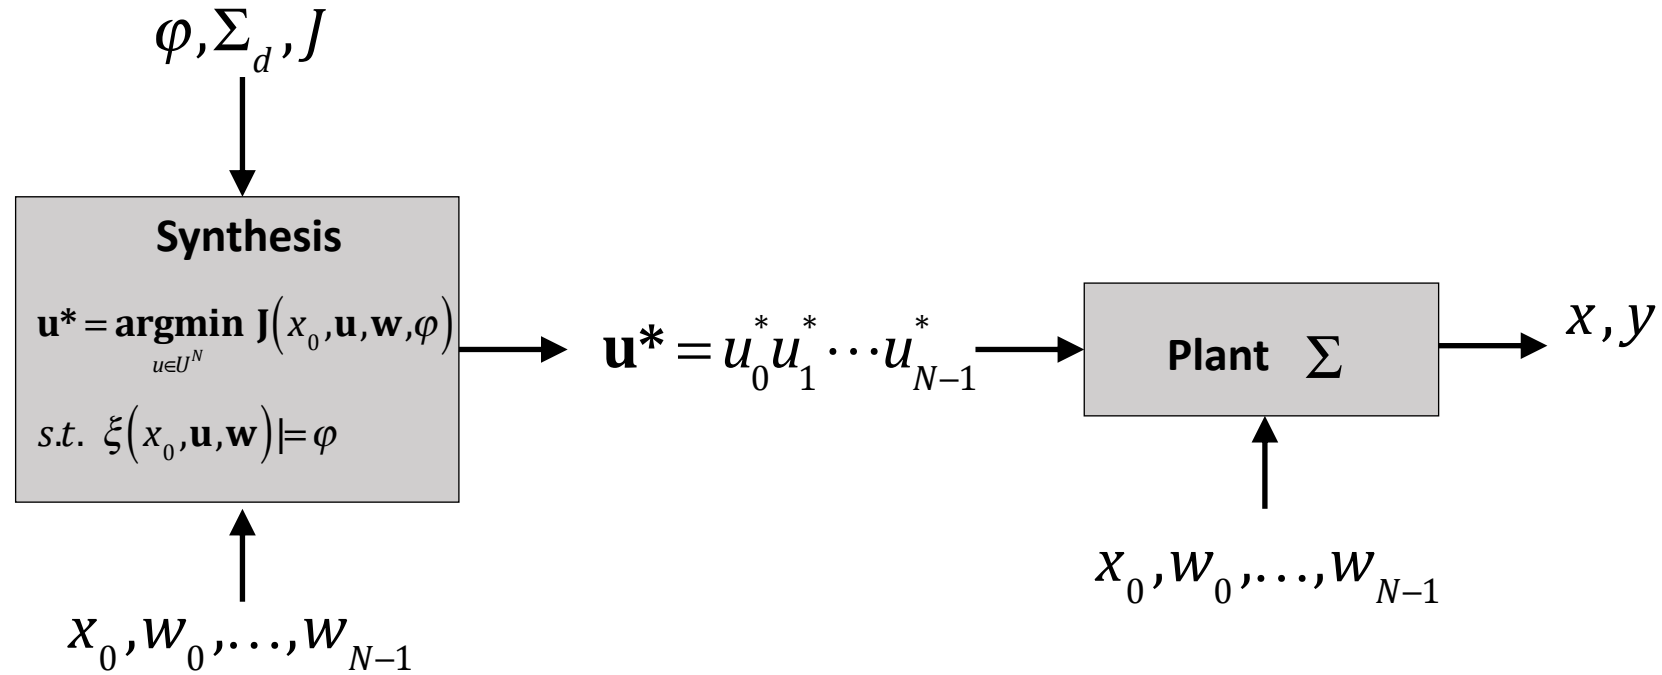 φ,Σ_d,J
Synthesis
u* = argmin J(x_0,u,w,φ)
u∈U^N
s.t. ξ(x_0,u,w)|=φ
x_0,w_0,...,w_{N−1}
u* = u_0^* u_1^* ⋯ u_{N−1}^*
Plant Σ
x_0,w_0,...,w_{N−1}
x,y